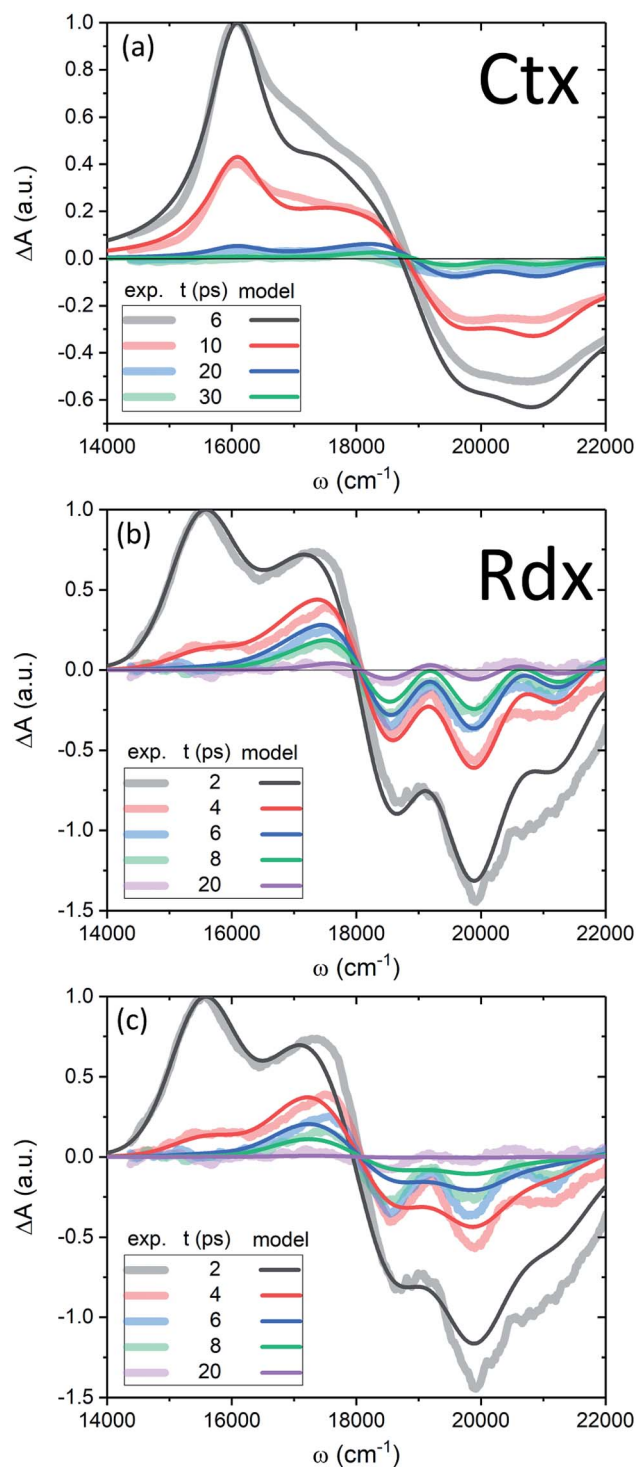 (a) Ctx
1.0
0.8
0.6
0.4
0.2
0.0
-0.2
-0.4
-0.6
ΔA (a.u.)
exp. t (ps) model
6
10
20
30
14000 16000 18000 20000 22000
ω (cm⁻¹)
(b) Rdx
1.0
0.5
0.0
-0.5
-1.0
-1.5
ΔA (a.u.)
exp. t (ps) model
2
4
6
8
20
14000 16000 18000 20000 22000
ω (cm⁻¹)
(c)
1.0
0.5
0.0
-0.5
-1.0
-1.5
ΔA (a.u.)
exp. t (ps) model
2
4
6
8
20
14000 16000 18000 20000 22000
ω (cm⁻¹)